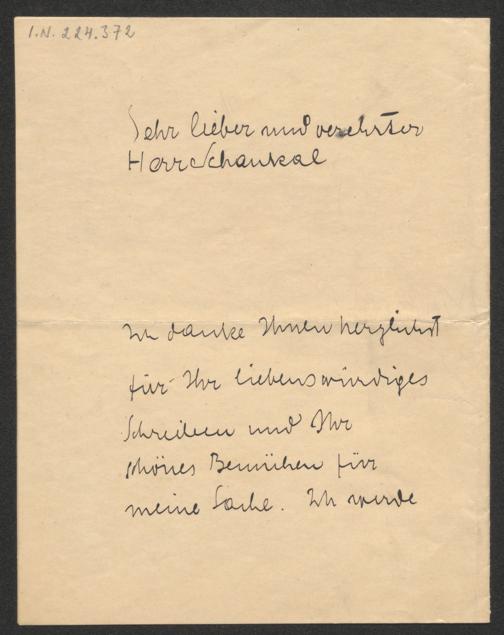 I.N. 224.372
Sehr lieber und verehrter
Herr Schaukal
Ich danke Ihnen herzlichst
für Ihr liebenswürdiges
Schreiben und Ihr
schönes Bemühen für
meine Sache. Ich werde